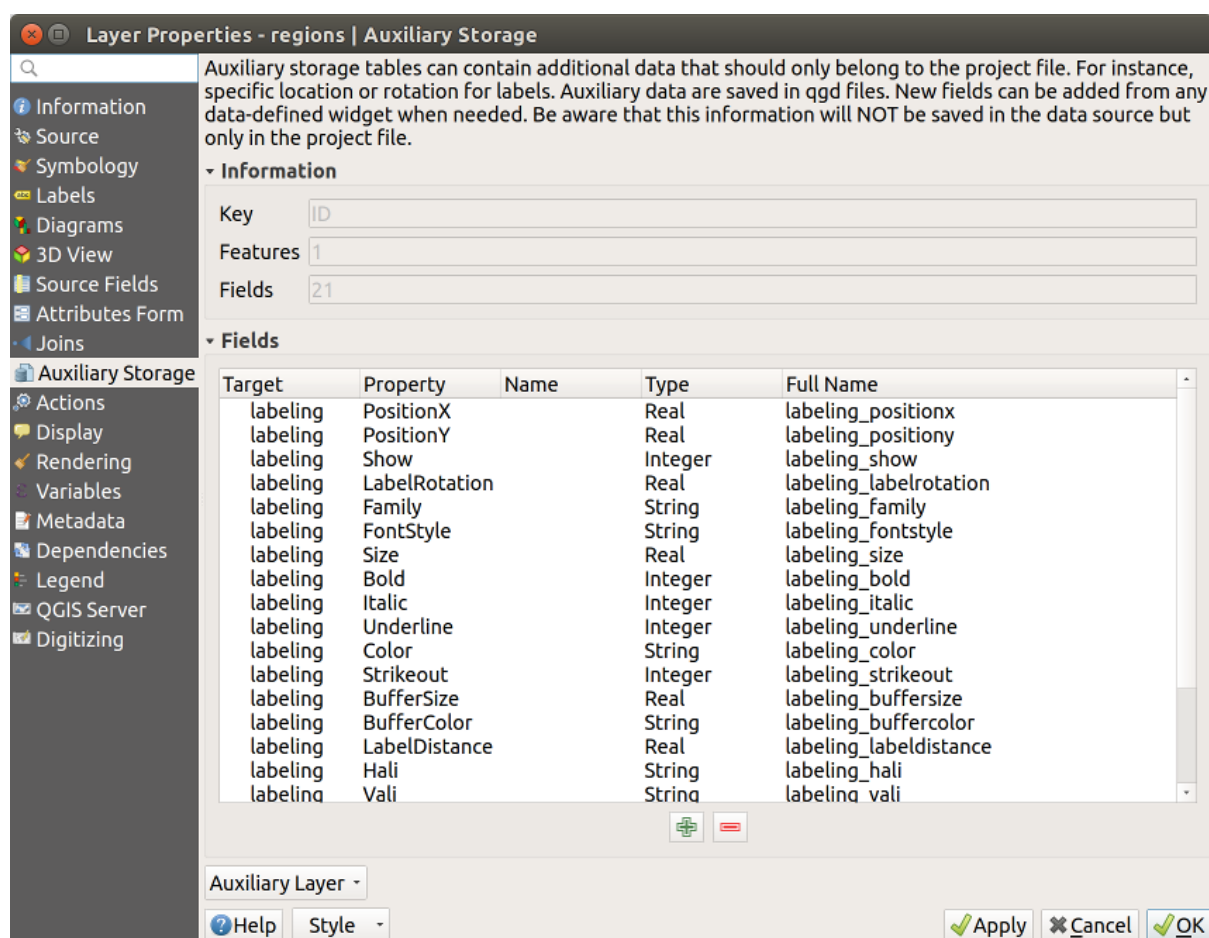 Layer Properties - regions | Auxiliary Storage
Information
Source
Symbology
Labels
Diagrams
3D View
Source Fields
Attributes Form
Joins
Auxiliary Storage
Actions
Display
Rendering
Variables
Metadata
Dependencies
Legend
QGIS Server
Digitizing
Auxiliary storage tables can contain additional data that should only belong to the project file. For instance,
specific location or rotation for labels. Auxiliary data are saved in qgd files. New fields can be added from any
data-defined widget when needed. Be aware that this information will NOT be saved in the data source but
only in the project file.
Information
Key ID
Features 1
Fields 21
Fields
Target Property Name Type Full Name
labeling PositionX Real labeling_positionx
labeling PositionY Real labeling_positiony
labeling Show Integer labeling_show
labeling LabelRotation Real labeling_labelrotation
labeling Family String labeling_family
labeling FontStyle String labeling_fontstyle
labeling Size Real labeling_size
labeling Bold Integer labeling_bold
labeling Italic Integer labeling_italic
labeling Underline Integer labeling_underline
labeling Color String labeling_color
labeling Strikeout Integer labeling_strikeout
labeling BufferSize Real labeling_buffersize
labeling BufferColor String labeling_buffercolor
labeling LabelDistance Real labeling_labeldistance
labeling Hali String labeling_hali
labeling Vali String labeling_vali
Auxiliary Layer
Help Style Apply Cancel OK